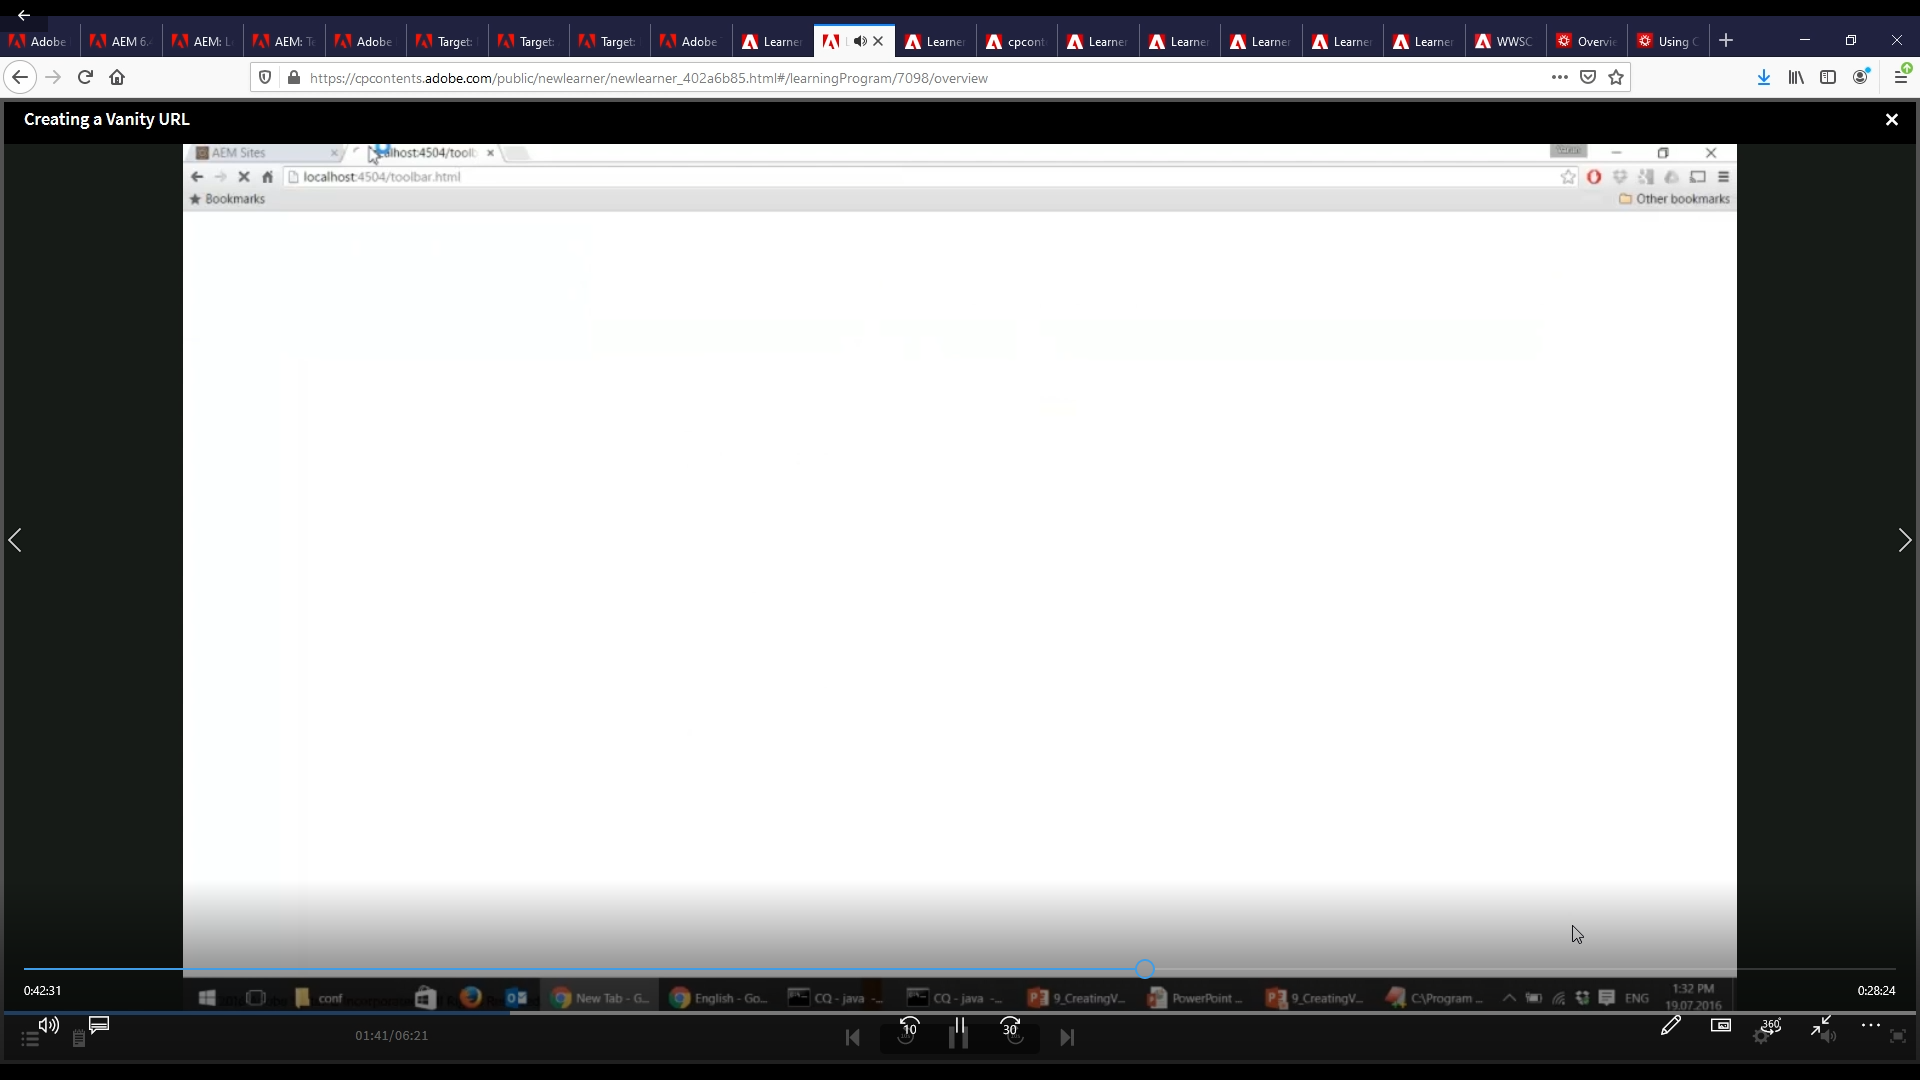 Adobe
AEM 6.
AEM: L
AEM: T
Adobe
Target:
Target:
Target:
Adobe
Learner
Learner
cpcont
Learner
Learner
Learner
Learner
Learner
WWSC
Overvie
Using C
https://cpcontents.adobe.com/public/newlearner/newlearner_402a6b85.html#/learningProgram/7098/overview
Creating a Vanity URL
AEM Sites
alhost:4504/toolb
localhost:4504/toolbar.html
Bookmarks
Other bookmarks
0:42:31
0:28:24
conf
New Tab - G...
English - Go...
CQ - java -...
CQ - java -...
9_CreatingV...
PowerPoint ...
9_CreatingV...
C:\Program ...
ENG
1:32 PM
19.07.2016
01:41/06:21
10
30
360